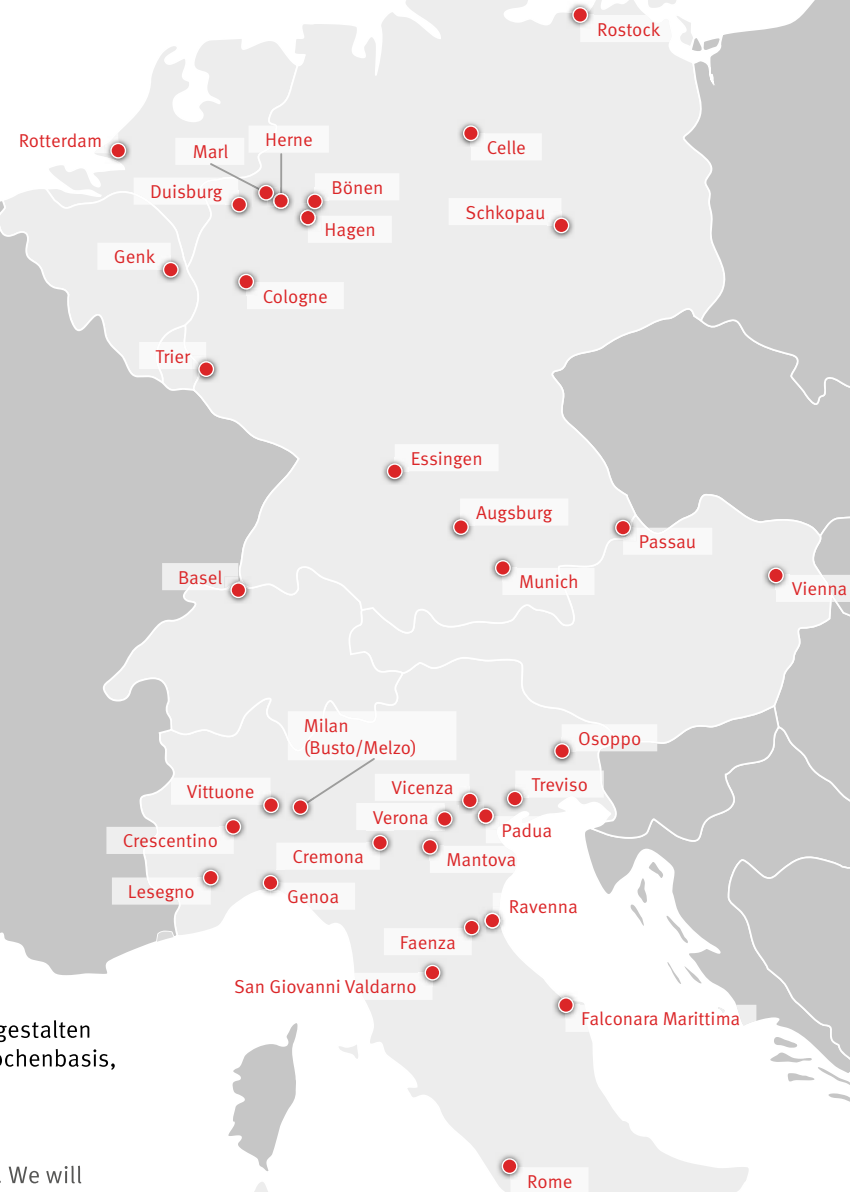 Rostock
Rotterdam
Herne
Marl
Celle
Duisburg
Bönen
Schkopau
Hagen
Genk
Cologne
Trier
Essingen
Augsburg
Passau
Basel
Munich
Vienna
Milan
(Busto/Melzo)
Osoppo
Vittuone
Vicenza
Treviso
Verona
Padua
Crescentino
Cremona
Mantova
Lesegno
Genoa
Ravenna
Faenza
San Giovanni Valdarno
Falconara Marittima
gestalten
ochenbasis,
. We will
Rome